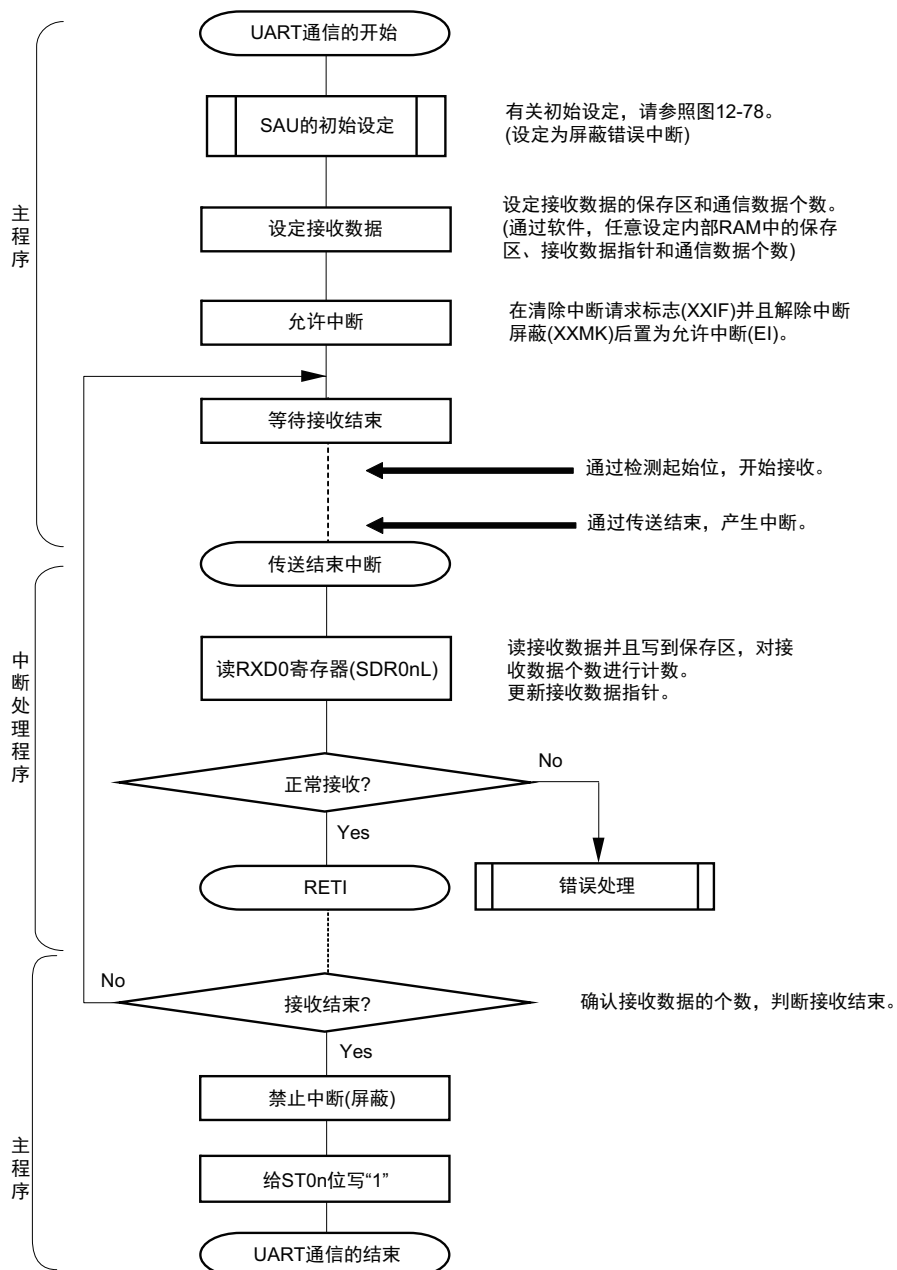 UART通信的开始
SAU的初始设定
有关初始设定，请参照图12-78。
(设定为屏蔽错误中断)
主程序
设定接收数据
设定接收数据的保存区和通信数据个数。
(通过软件，任意设定内部RAM中的保存
区、接收数据指针和通信数据个数)
允许中断
在清除中断请求标志(XXIF)并且解除中断
屏蔽(XXMK)后置为允许中断(EI)。
等待接收结束
通过检测起始位，开始接收。
通过传送结束，产生中断。
传送结束中断
中断处理程序
读RXD0寄存器(SDR0nL)
读接收数据并且写到保存区，对接
收数据个数进行计数。
更新接收数据指针。
正常接收?
No
Yes
RETI
错误处理
No
接收结束?
确认接收数据的个数，判断接收结束。
Yes
禁止中断(屏蔽)
主程序
给ST0n位写“1”
UART通信的结束